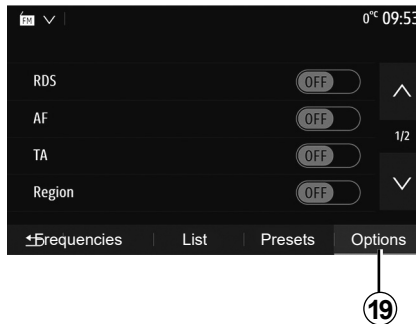 FM 0°C 09:53
RDS OFF
AF OFF
1/2
TA OFF
Region OFF
Frequencies List Presets Options
19